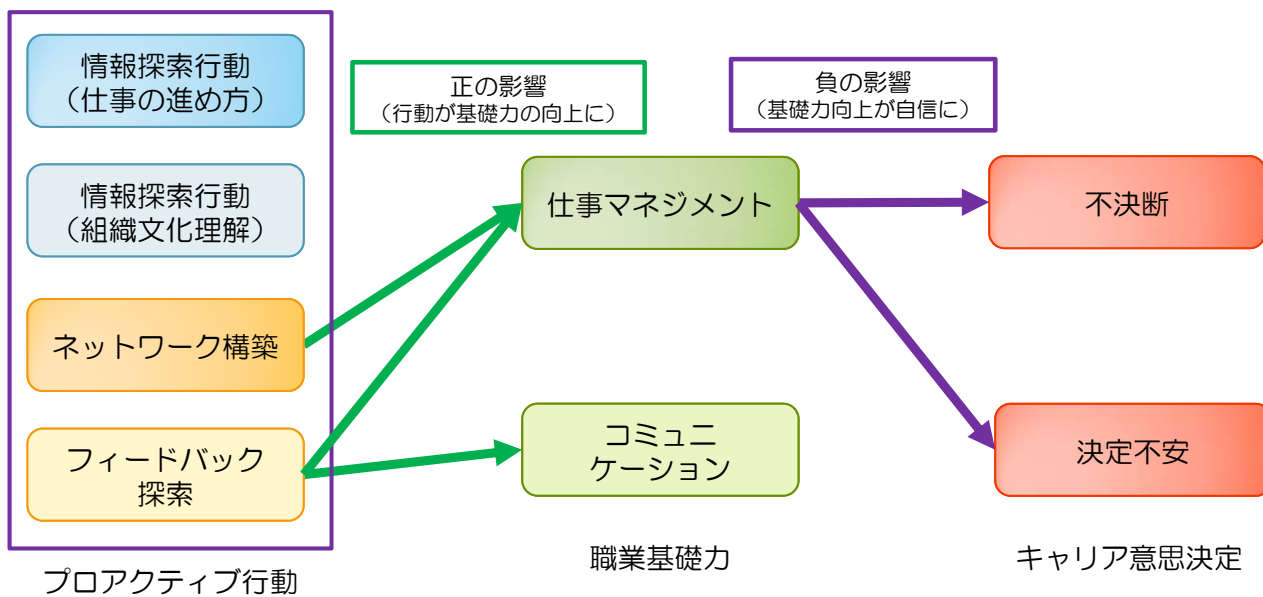 情報探索行動
（仕事の進め方）
情報探索行動
（組織文化理解）
ネットワーク構築
フィードバック
探索
プロアクティブ行動
正の影響
（行動が基礎力の向上に）
仕事マネジメント
コミュニ
ケーション
職業基礎力
負の影響
（基礎力向上が自信に）
不決断
決定不安
キャリア意思決定